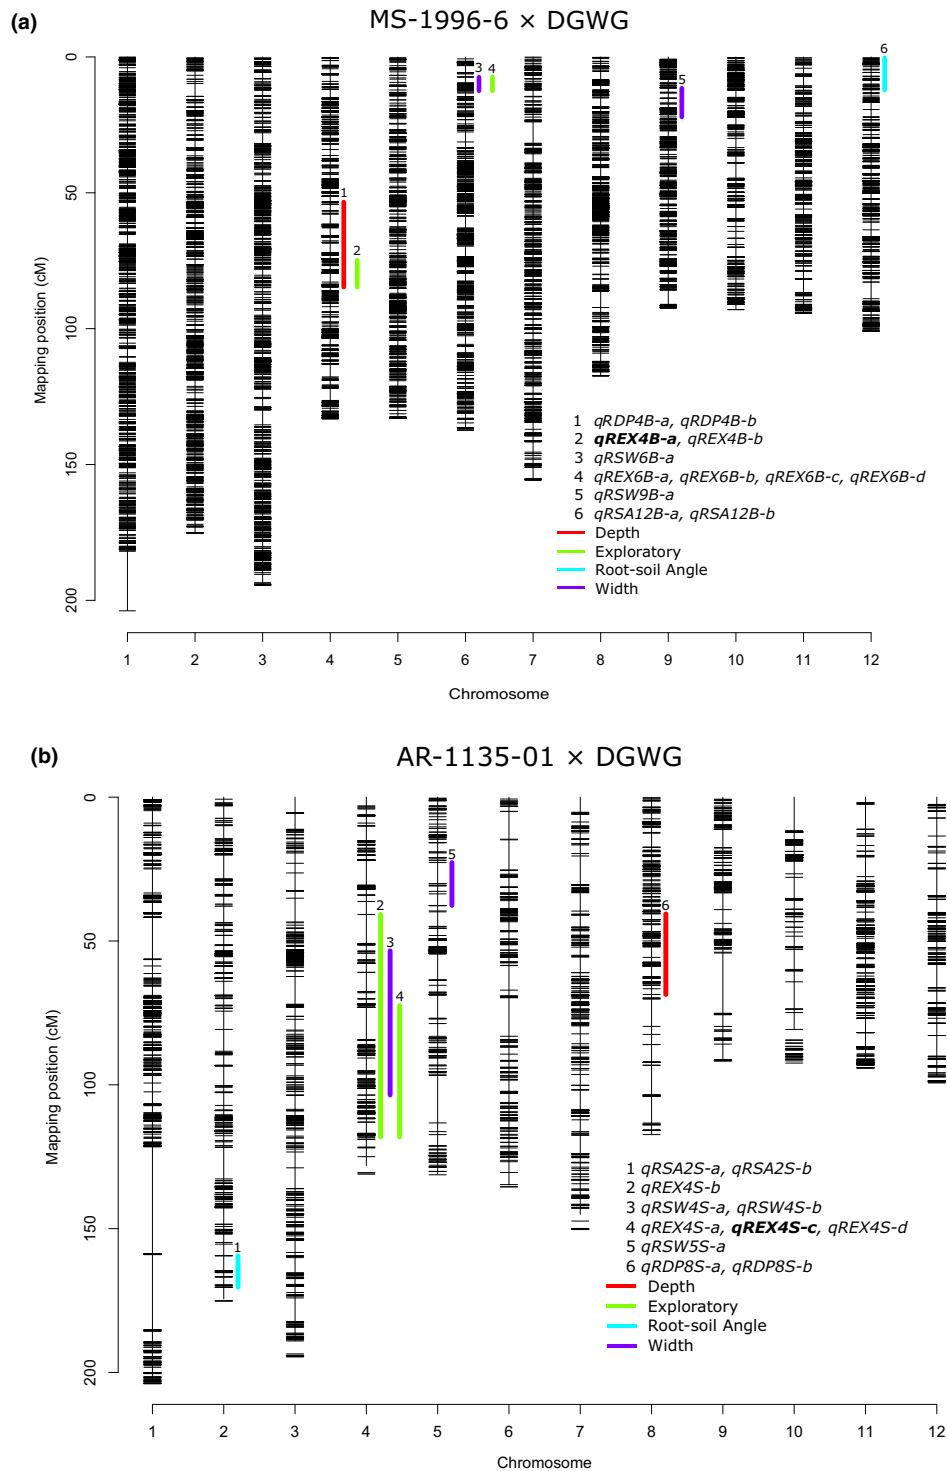 (a)
MS-1996-6 × DGWG
Mapping position (cM)
0
50
100
150
200
1
2
3 4
5
6
1 qRDP4B-a, qRDP4B-b
2 qREX4B-a, qREX4B-b
3 qRSW6B-a
4 qREX6B-a, qREX6B-b, qREX6B-c, qREX6B-d
5 qRSW9B-a
6 qRSA12B-a, qRSA12B-b
Depth
Exploratory
Root-soil Angle
Width
1 2 3 4 5 6 7 8 9 10 11 12
Chromosome
(b)
AR-1135-01 × DGWG
Mapping position (cM)
0
50
100
150
200
1
2
3
4
5
6
1 qRSA2S-a, qRSA2S-b
2 qREX4S-b
3 qRSW4S-a, qRSW4S-b
4 qREX4S-a, qREX4S-c, qREX4S-d
5 qRSW5S-a
6 qRDP8S-a, qRDP8S-b
Depth
Exploratory
Root-soil Angle
Width
1 2 3 4 5 6 7 8 9 10 11 12
Chromosome